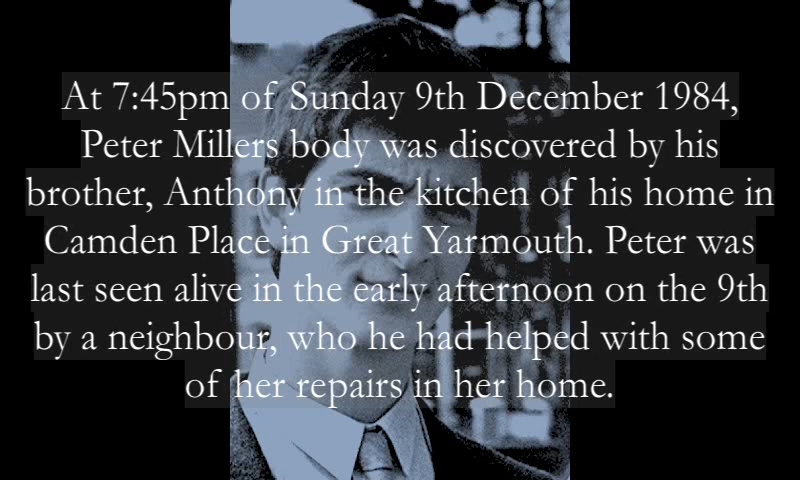 At 7:45pm of Sunday 9th December 1984,
Peter Millers body was discovered by his
brother, Anthony in the kitchen of his home in
Camden Place in Great Yarmouth. Peter was
last seen alive in the early afternoon on the 9th
by a neighbour, who he had helped with some
of her repairs in her home.